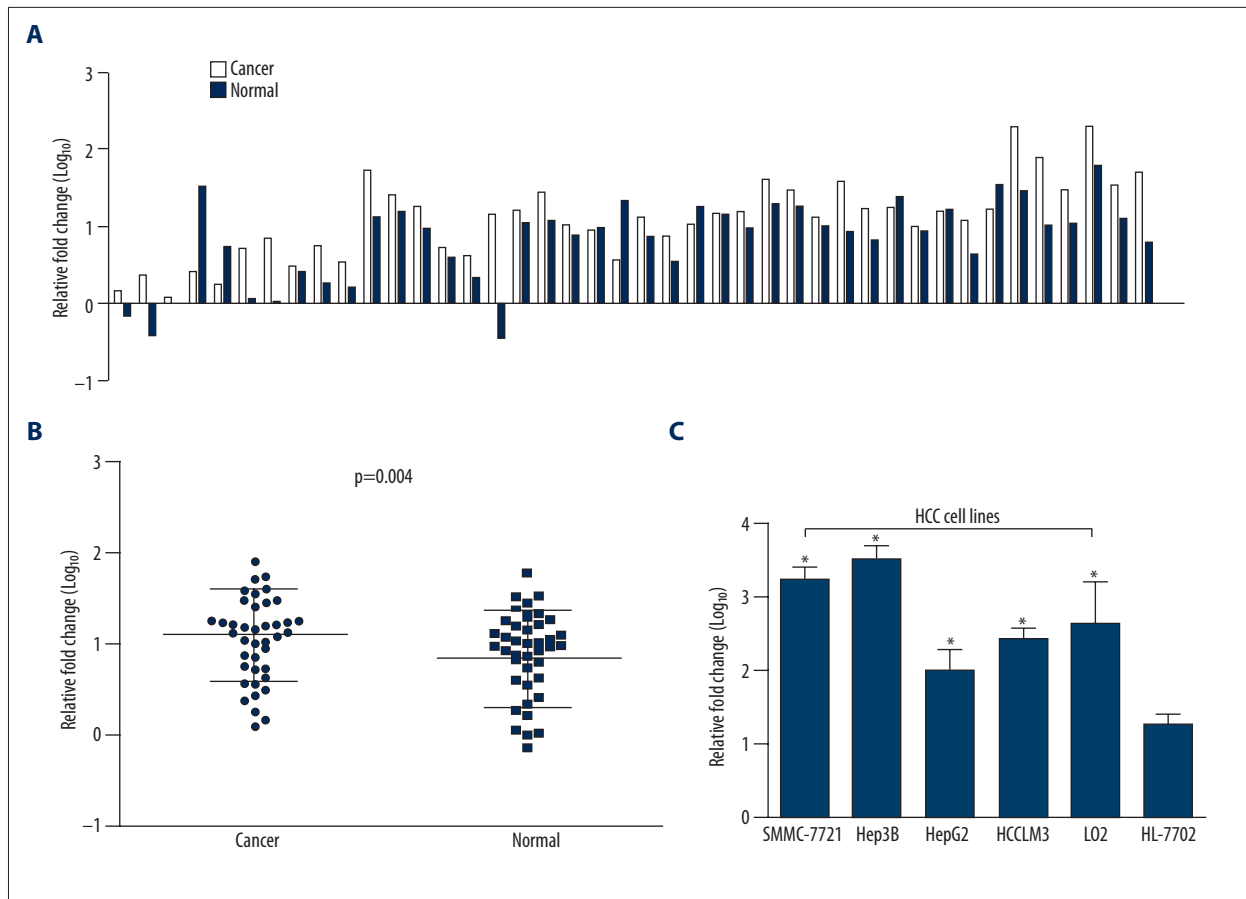 A
Cancer
Normal
Relative fold change (Log₁₀)
3
2
1
0
−1
B
p=0.004
Relative fold change (Log₁₀)
3
2
1
0
−1
Cancer Normal
C
HCC cell lines
Relative fold change (Log₁₀)
4
3
2
1
0
* * * * *
SMMC-7721 Hep3B HepG2 HCCLM3 LO2 HL-7702